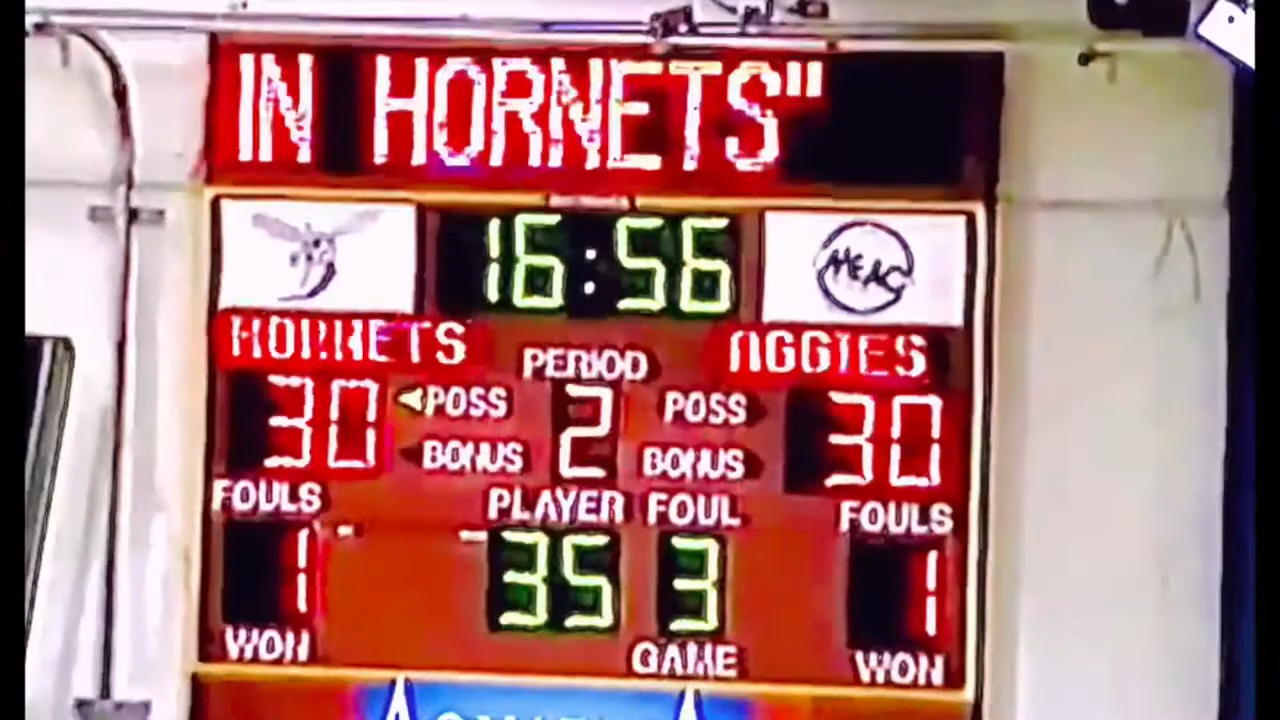 IN HORNETS"
16:56
MEAC
HORNETS
PERIOD
AGGIES
30
◄POSS
2
POSS
30
BONUS
BONUS
FOULS
PLAYER FOUL
FOULS
1
35
3
1
WON
GAME
WON